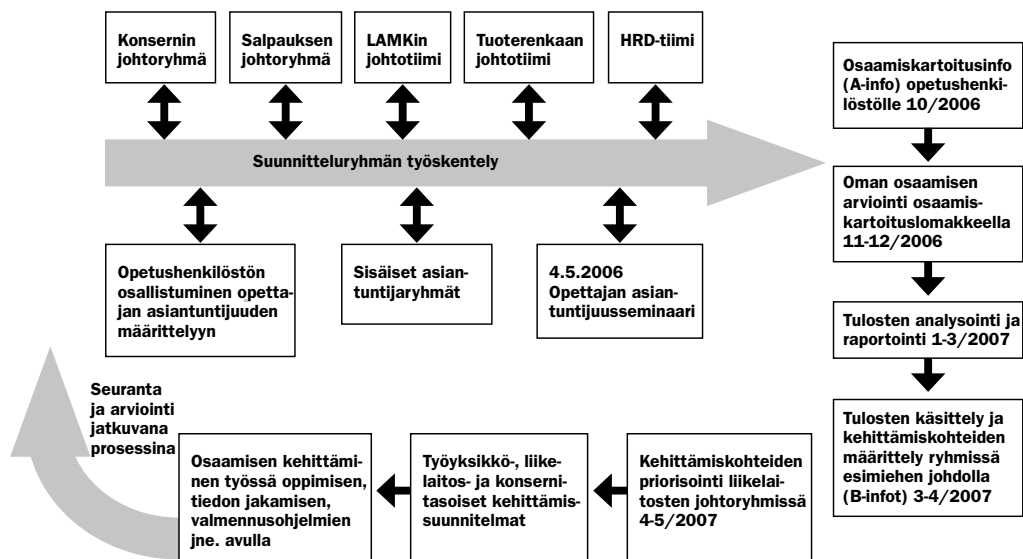 Konsernin
johtoryhmä
Salpauksen
johtoryhmä
LAMKin
johtotiimi
Tuoterenkaan
johtotiimi
HRD-tiimi
Suunnitteluryhmän työskentely
Opetushenkilöstön
osallistuminen opetta-
jan asiantuntijuuden
määrittelyyn
Sisäiset asian-
tuntijaryhmät
4.5.2006
Opettajan asian-
tuntijuusseminaari
Osaamiskartoitusinfo
(A-info) opetushenki-
löstölle 10/2006
Oman osaamisen
arviointi osaamis-
kartoituslomakkeella
11-12/2006
Tulosten analysointi ja
raportointi 1-3/2007
Tulosten käsittely ja
kehittämiskohteiden
määrittely ryhmissä
esimiehen johdolla
(B-infot) 3-4/2007
Kehittämiskohteiden
priorisointi liikelai-
tosten johtoryhmissä
4-5/2007
Työyksikkö-, liike-
laitos- ja konserni-
tasoiset kehittämis-
suunnitelmat
Osaamisen kehittämi-
nen työssä oppimisen,
tiedon jakamisen,
valmennusohjelmien
jne. avulla
Seuranta
ja arviointi
jatkuvana
prosessina